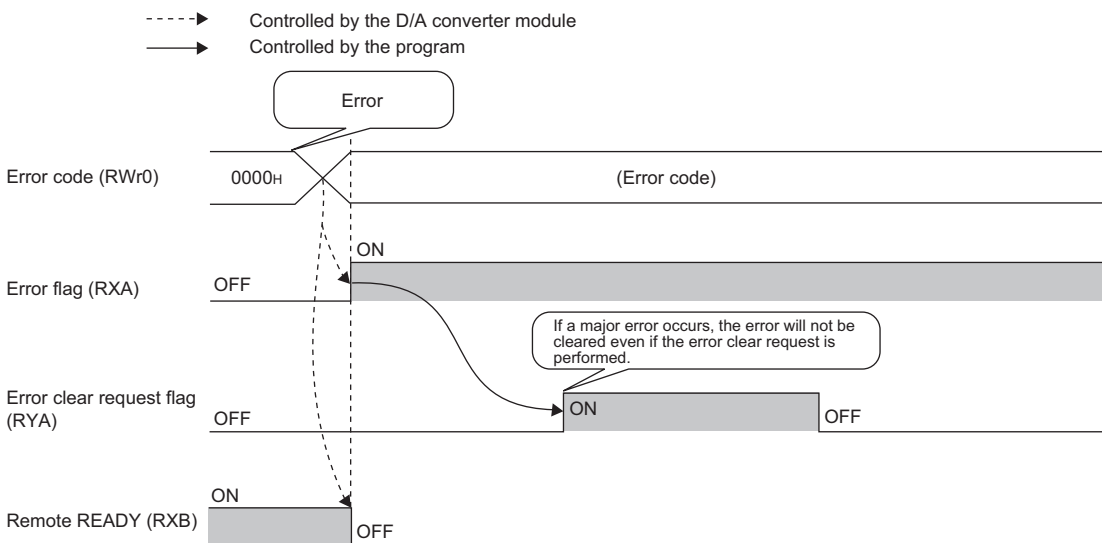 Controlled by the D/A converter module
Controlled by the program
Error
Error code (RWr0)
0000H
(Error code)
ON
Error flag (RXA)
OFF
If a major error occurs, the error will not be
cleared even if the error clear request is
performed.
Error clear request flag
(RYA)
OFF
ON
OFF
ON
Remote READY (RXB)
OFF